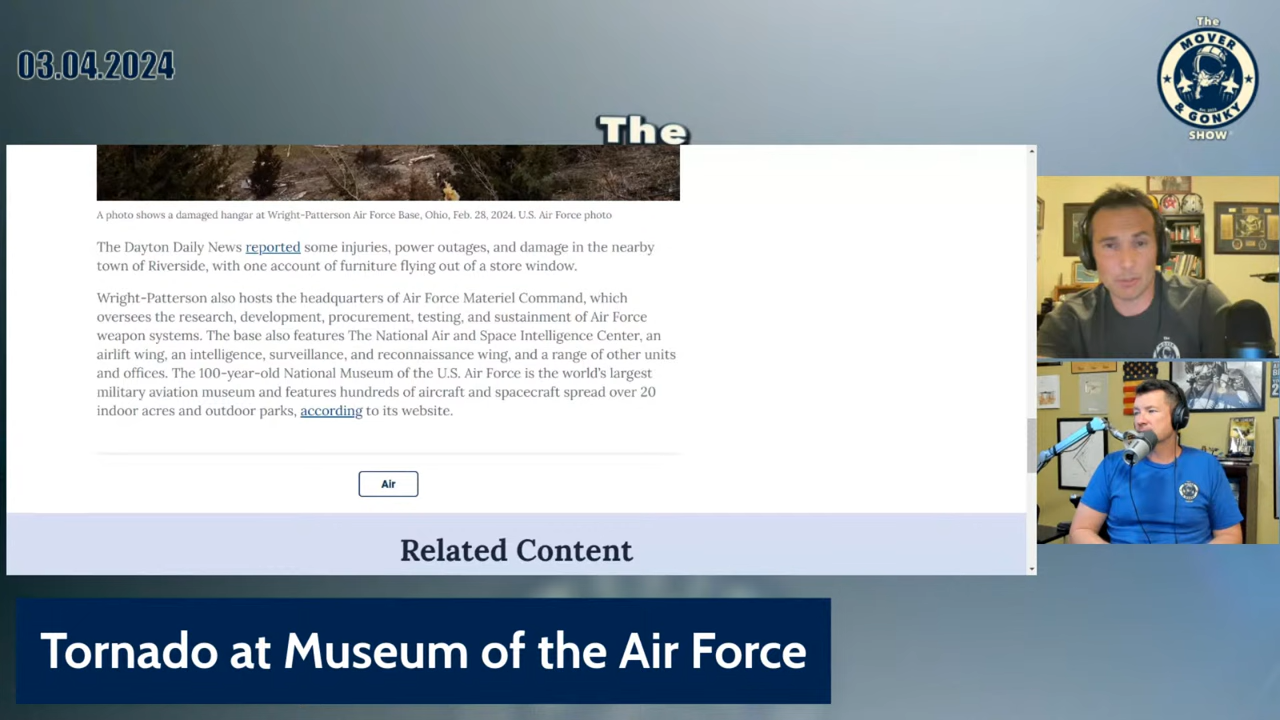 03.04.2024
The
MOVER
& GONKY
SHOW
The
A photo shows a damaged hangar at Wright-Patterson Air Force Base, Ohio, Feb. 28, 2024. U.S. Air Force photo
The Dayton Daily News reported some injuries, power outages, and damage in the nearby
town of Riverside, with one account of furniture flying out of a store window.
Wright-Patterson also hosts the headquarters of Air Force Materiel Command, which
oversees the research, development, procurement, testing, and sustainment of Air Force
weapon systems. The base also features The National Air and Space Intelligence Center, an
airlift wing, an intelligence, surveillance, and reconnaissance wing, and a range of other units
and offices. The 100-year-old National Museum of the U.S. Air Force is the world's largest
military aviation museum and features hundreds of aircraft and spacecraft spread over 20
indoor acres and outdoor parks, according to its website.
Air
Related Content
Tornado at Museum of the Air Force